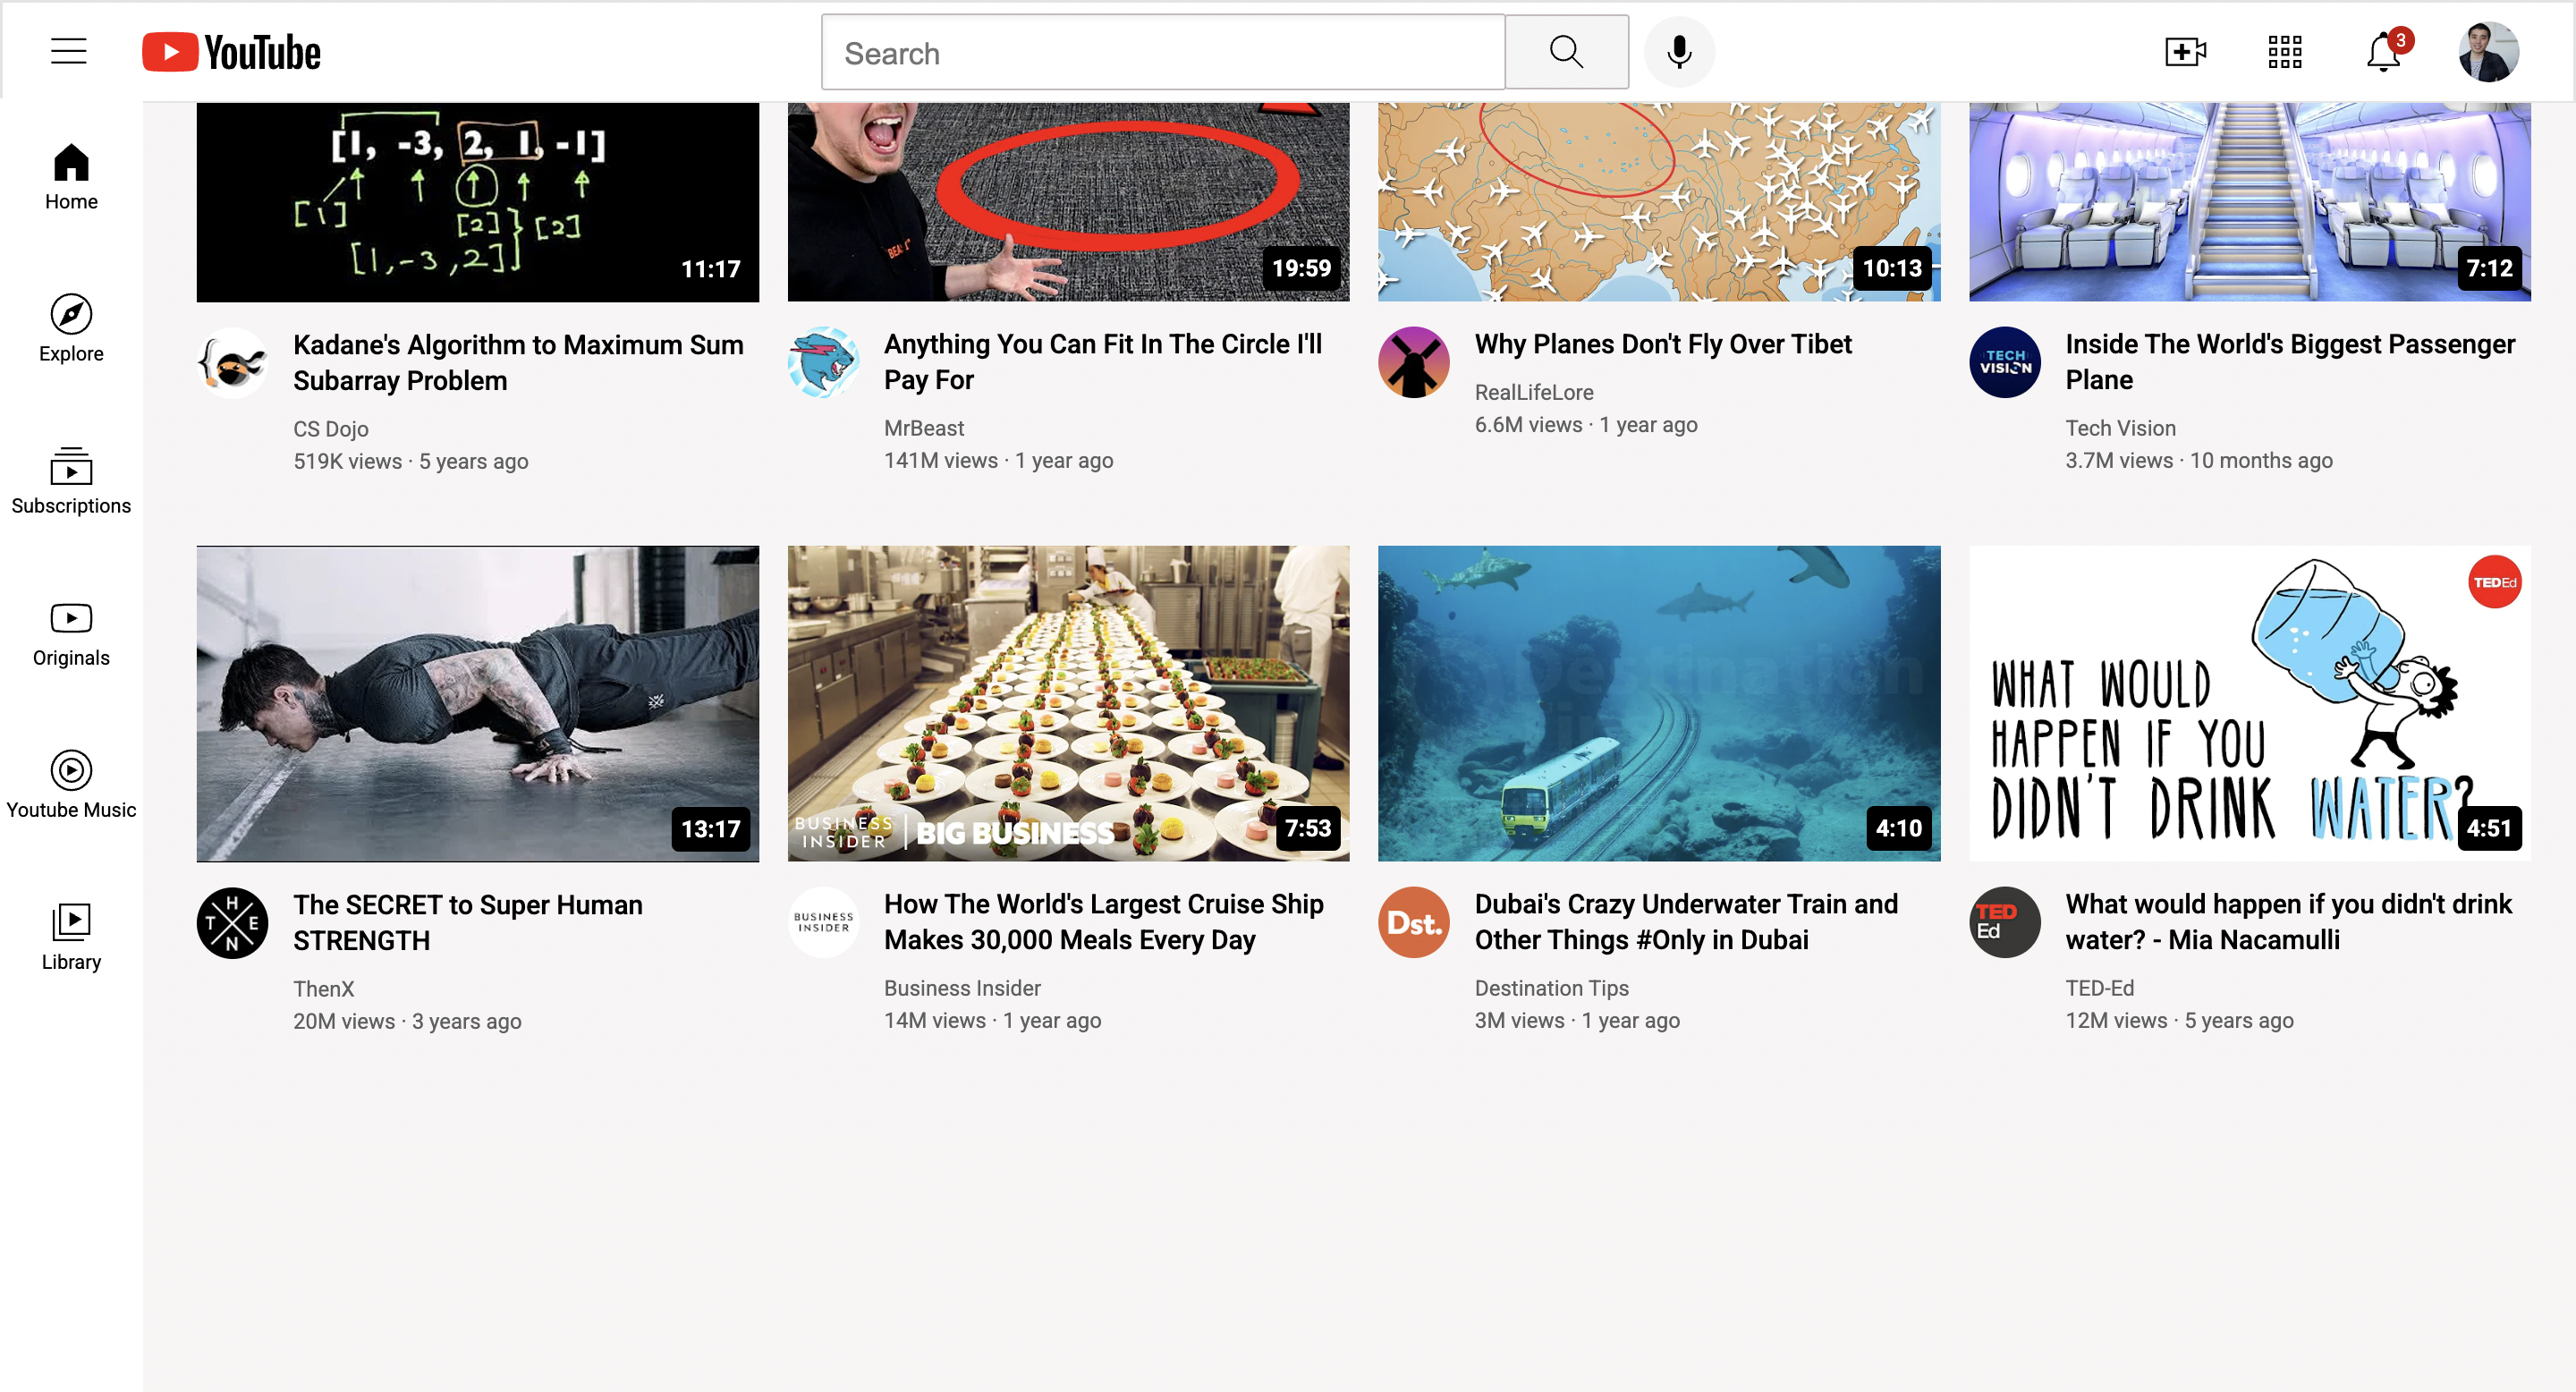 YouTube
Search
3
Home
Explore
Subscriptions
Originals
Youtube Music
Library
[1, -3, 2, 1, -1]
[1]
[2] } [2]
[1, -3, 2]
11:17
Kadane's Algorithm to Maximum Sum
Subarray Problem
CS Dojo
519K views · 5 years ago
19:59
Anything You Can Fit In The Circle I'll
Pay For
MrBeast
141M views · 1 year ago
10:13
Why Planes Don't Fly Over Tibet
RealLifeLore
6.6M views · 1 year ago
7:12
TECH
VISION
Inside The World's Biggest Passenger
Plane
Tech Vision
3.7M views · 10 months ago
13:17
THEN
The SECRET to Super Human
STRENGTH
ThenX
20M views · 3 years ago
BUSINESS
INSIDER
BIG BUSINESS
7:53
BUSINESS
INSIDER
How The World's Largest Cruise Ship
Makes 30,000 Meals Every Day
Business Insider
14M views · 1 year ago
4:10
Dst.
Dubai's Crazy Underwater Train and
Other Things #Only in Dubai
Destination Tips
3M views · 1 year ago
TEDEd
WHAT WOULD
HAPPEN IF YOU
DIDN'T DRINK WATER?
4:51
TED
Ed
What would happen if you didn't drink
water? - Mia Nacamulli
TED-Ed
12M views · 5 years ago